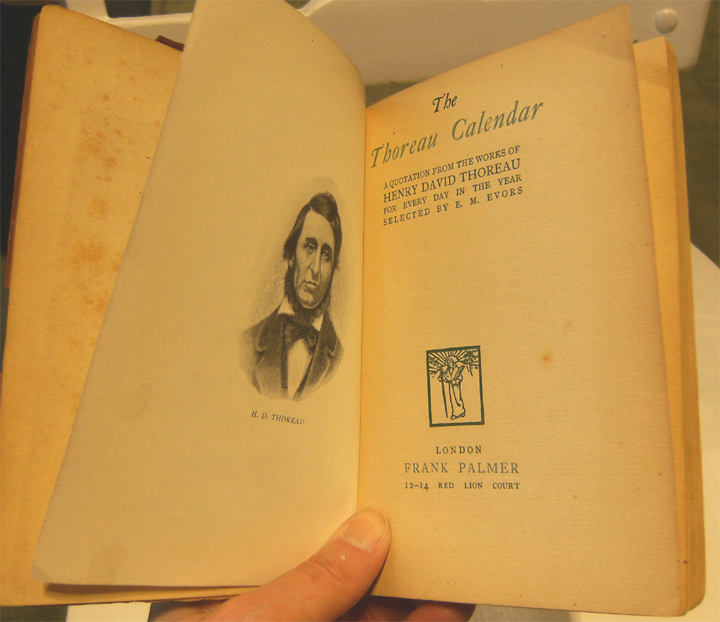 H. D. THOREAU
The
Thoreau Calendar
A QUOTATION FROM THE WORKS OF
HENRY DAVID THOREAU
FOR EVERY DAY IN THE YEAR
SELECTED BY E. M. EVORS
LONDON
FRANK PALMER
12–14 RED LION COURT